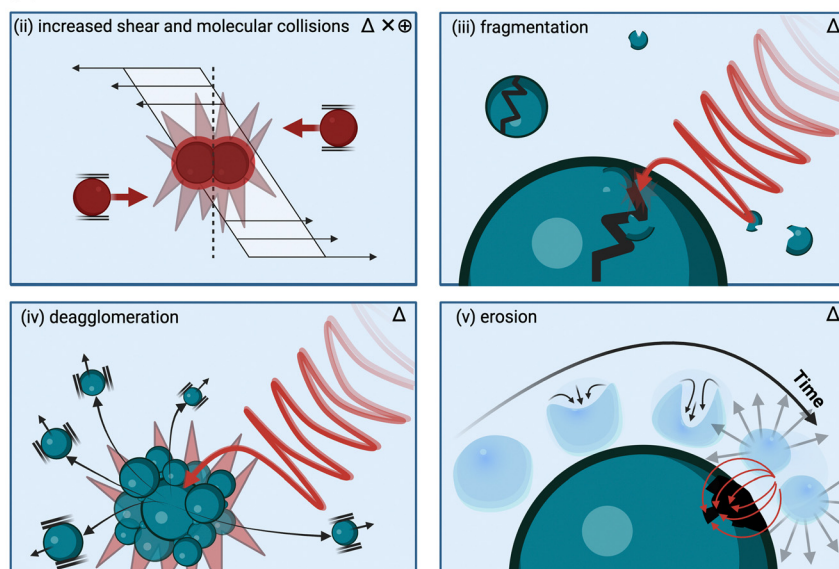 (ii) increased shear and molecular collisions Δ ×⊕
(iii) fragmentation Δ
(iv) deagglomeration Δ
(v) erosion Δ
Time